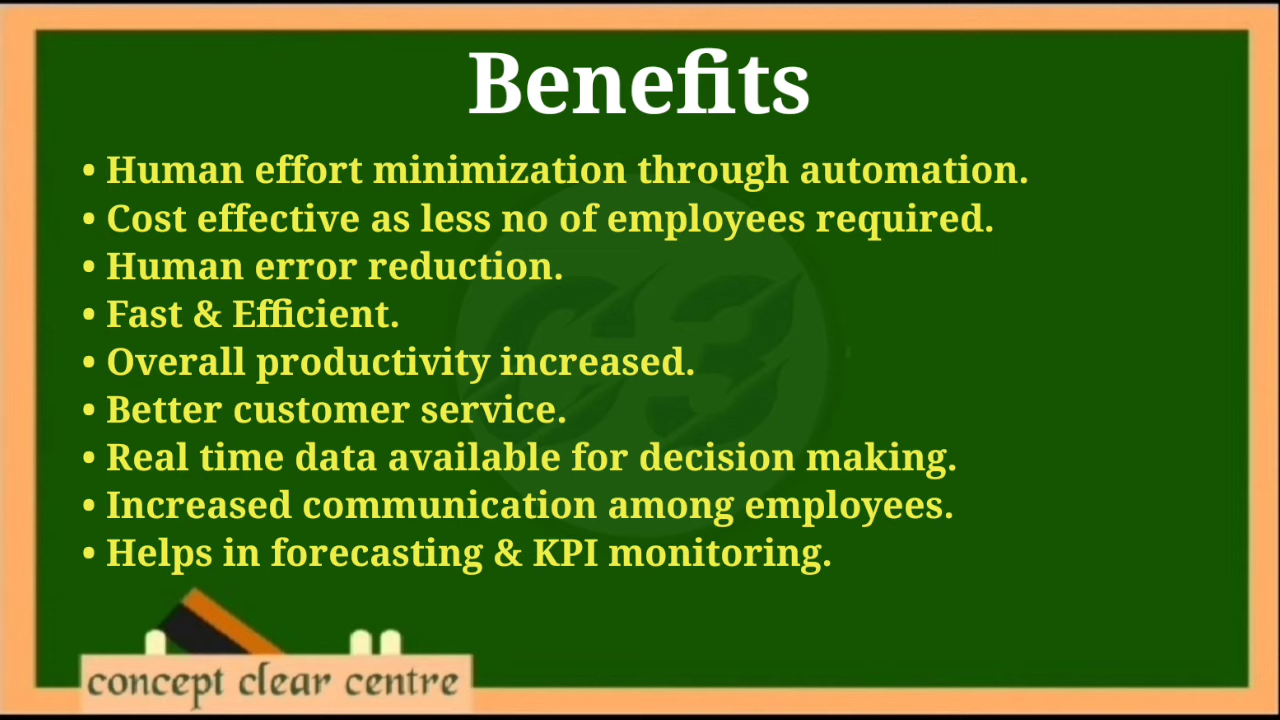 Benefits
• Human effort minimization through automation.
• Cost effective as less no of employees required.
• Human error reduction.
• Fast & Efficient.
• Overall productivity increased.
• Better customer service.
• Real time data available for decision making.
• Increased communication among employees.
• Helps in forecasting & KPI monitoring.
C3
concept clear centre